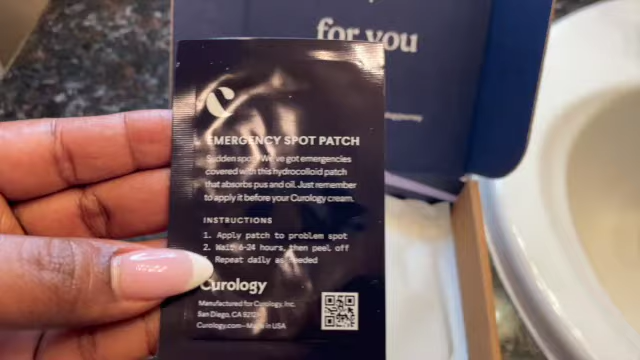 for you
EMERGENCY SPOT PATCH
Sudden spot? We've got emergencies
covered with this hydrocolloid patch
that absorbs pus and oil. Just remember
to apply it before your Curology cream.
INSTRUCTIONS
1. Apply patch to problem spot
2. Wait 6-24 hours, then peel off
Repeat daily as needed
Curology
Manufactured for Curology, Inc.
San Diego, CA
Curology.com—Made in USA